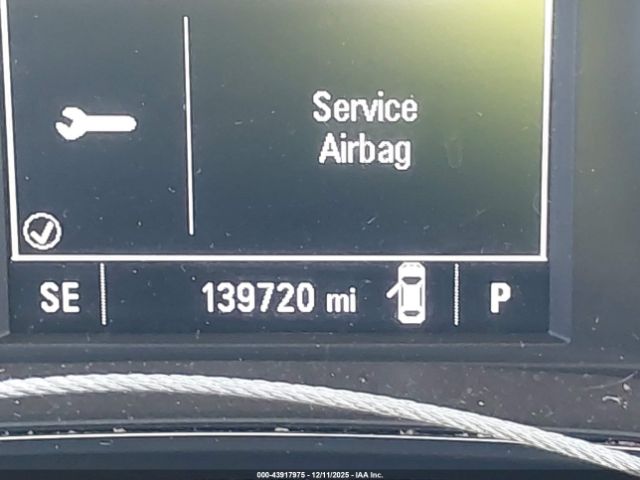 Service
Airbag
SE 139720 mi P
000-43917975 - 12/11/2025 - IAA Inc.